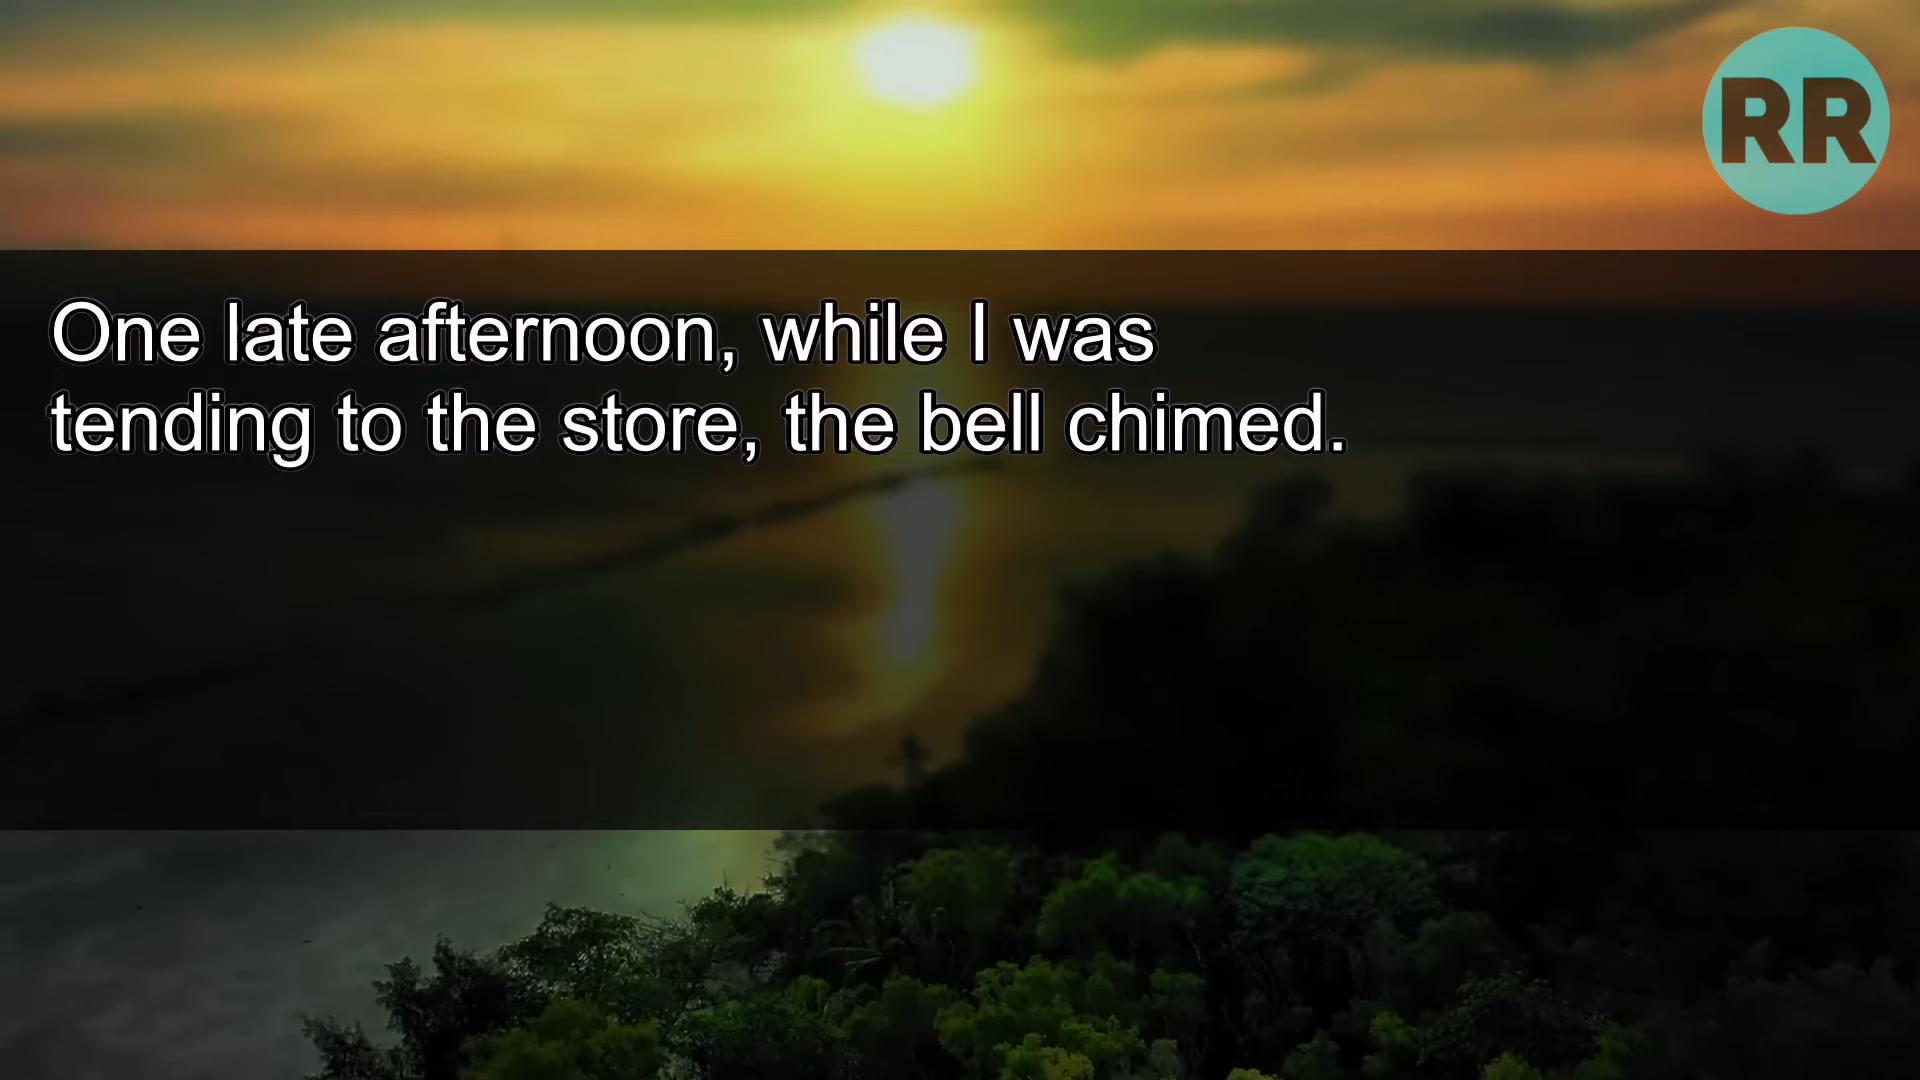 RR
One late afternoon, while I was
tending to the store, the bell chimed.